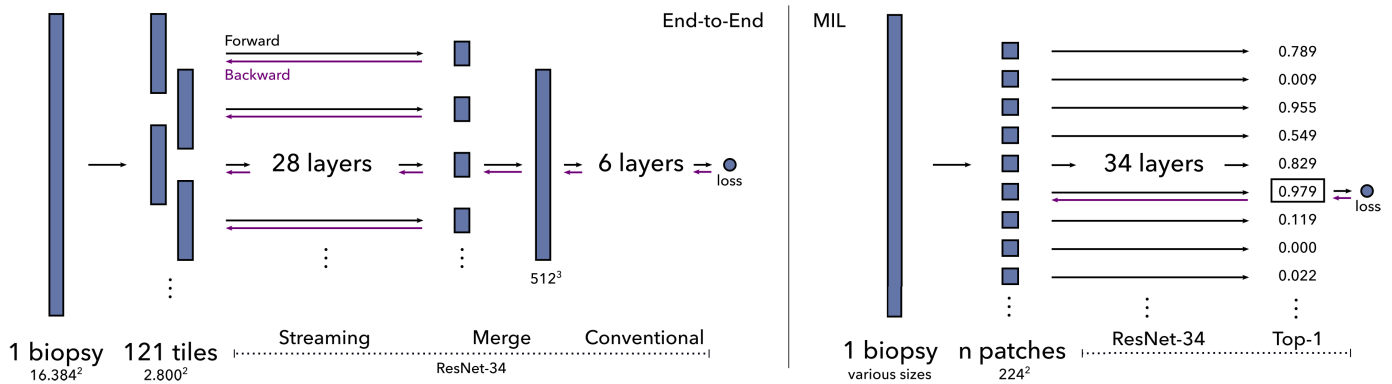 End-to-End
Forward
Backward
28 layers
6 layers
loss
512³
Streaming
Merge
Conventional
1 biopsy
16.384²
121 tiles
2.800²
ResNet-34
MIL
0.789
0.009
0.955
0.549
34 layers
0.829
0.979
loss
0.119
0.000
0.022
ResNet-34
Top-1
1 biopsy
various sizes
n patches
224²